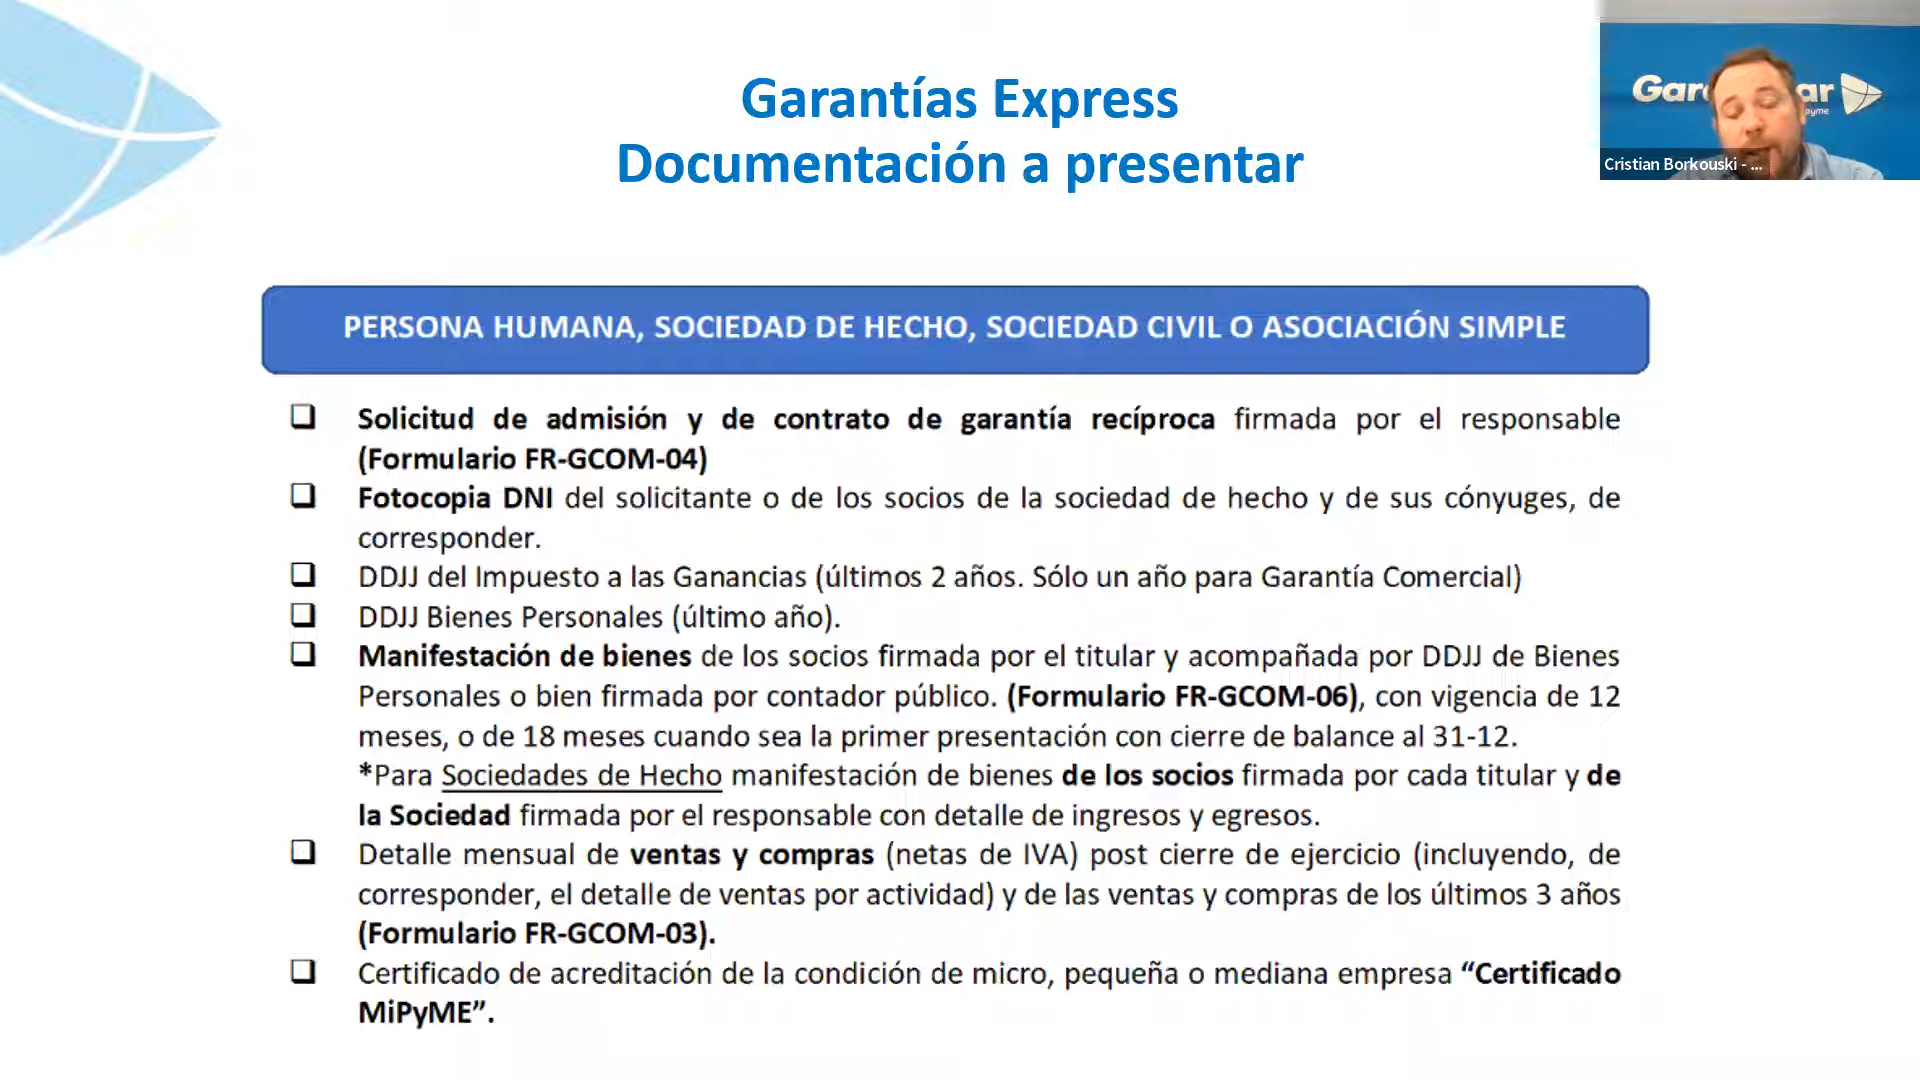 Garantías Express
Documentación a presentar
Gar ar
pyme
Cristian Borkouski - ...
PERSONA HUMANA, SOCIEDAD DE HECHO, SOCIEDAD CIVIL O ASOCIACIÓN SIMPLE
❑ Solicitud de admisión y de contrato de garantía recíproca firmada por el responsable
(Formulario FR-GCOM-04)
❑ Fotocopia DNI del solicitante o de los socios de la sociedad de hecho y de sus cónyuges, de
corresponder.
❑ DDJJ del Impuesto a las Ganancias (últimos 2 años. Sólo un año para Garantía Comercial)
❑ DDJJ Bienes Personales (último año).
❑ Manifestación de bienes de los socios firmada por el titular y acompañada por DDJJ de Bienes
Personales o bien firmada por contador público. (Formulario FR-GCOM-06), con vigencia de 12
meses, o de 18 meses cuando sea la primer presentación con cierre de balance al 31-12.
*Para Sociedades de Hecho manifestación de bienes de los socios firmada por cada titular y de
la Sociedad firmada por el responsable con detalle de ingresos y egresos.
❑ Detalle mensual de ventas y compras (netas de IVA) post cierre de ejercicio (incluyendo, de
corresponder, el detalle de ventas por actividad) y de las ventas y compras de los últimos 3 años
(Formulario FR-GCOM-03).
❑ Certificado de acreditación de la condición de micro, pequeña o mediana empresa “Certificado
MiPyME”.